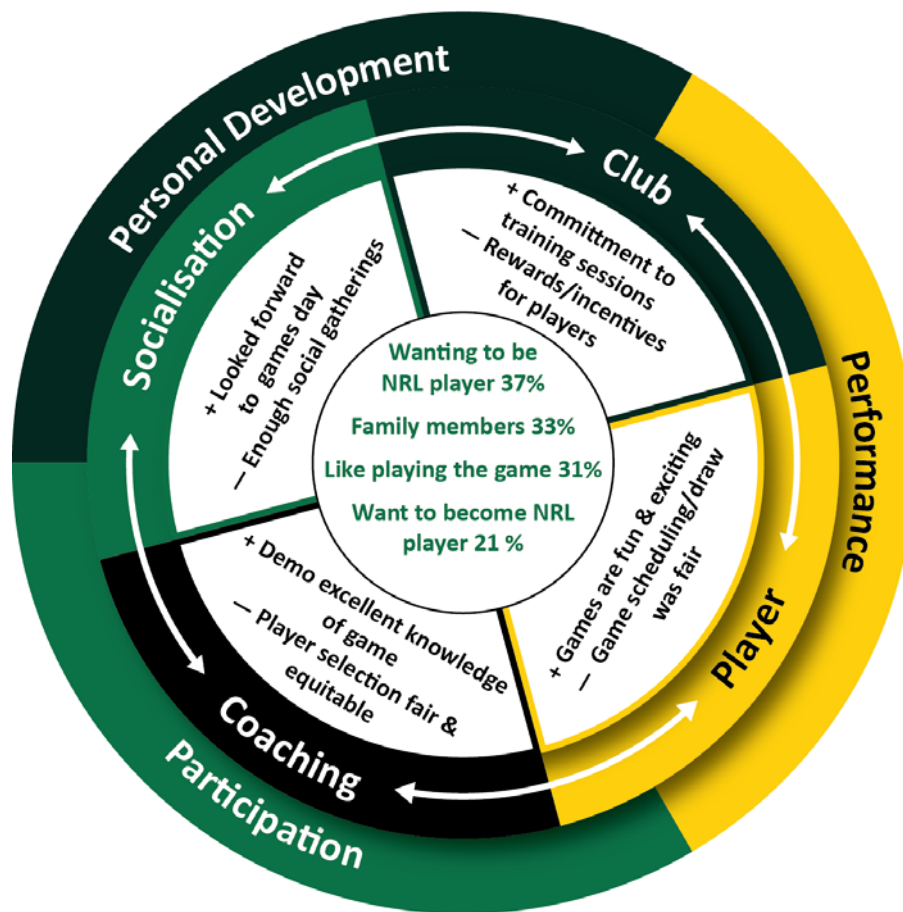 Personal Development
Performance
Participation
Socialisation
Club
Player
Coaching
+ Looked forward
to games day
— Enough social gatherings
+ Committment to
training sessions
— Rewards/incentives
for players
+ Games are fun & exciting
— Game scheduling/draw
was fair
+ Demo excellent knowledge
of game
— Player selection fair &
equitable
Wanting to be
NRL player 37%
Family members 33%
Like playing the game 31%
Want to become NRL
player 21 %